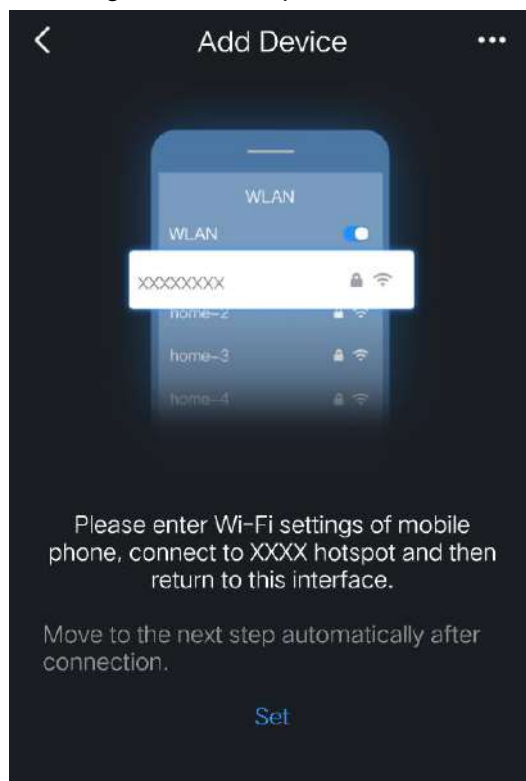 Add Device
WLAN
WLAN
XXXXXXXX
home-2
home-3
home-4
Please enter Wi-Fi settings of mobile
phone, connect to XXXX hotspot and then
return to this interface.
Move to the next step automatically after
connection.
Set